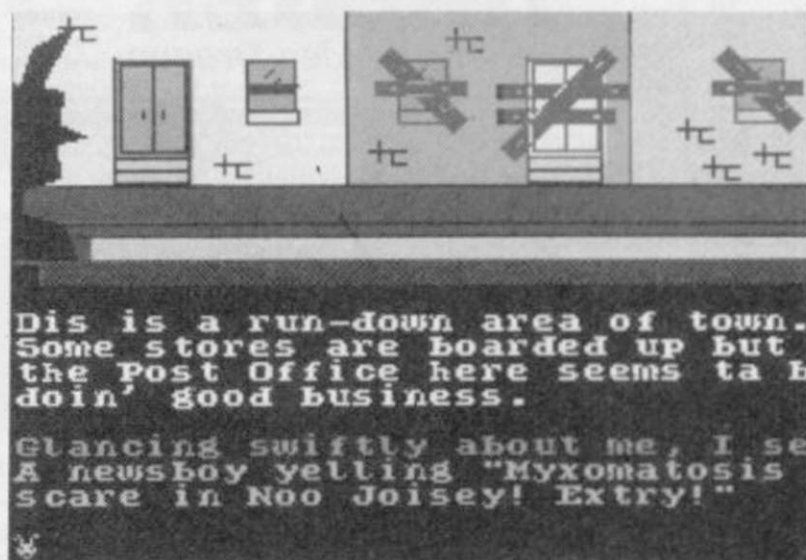 Dis is a run-down area of town.
Some stores are boarded up but
the Post Office here seems ta b
doin' good business.
Glancing swiftly about me, I se
A newsboy yelling "Myxomatosis
scare in Noo Joisey! Extry!"